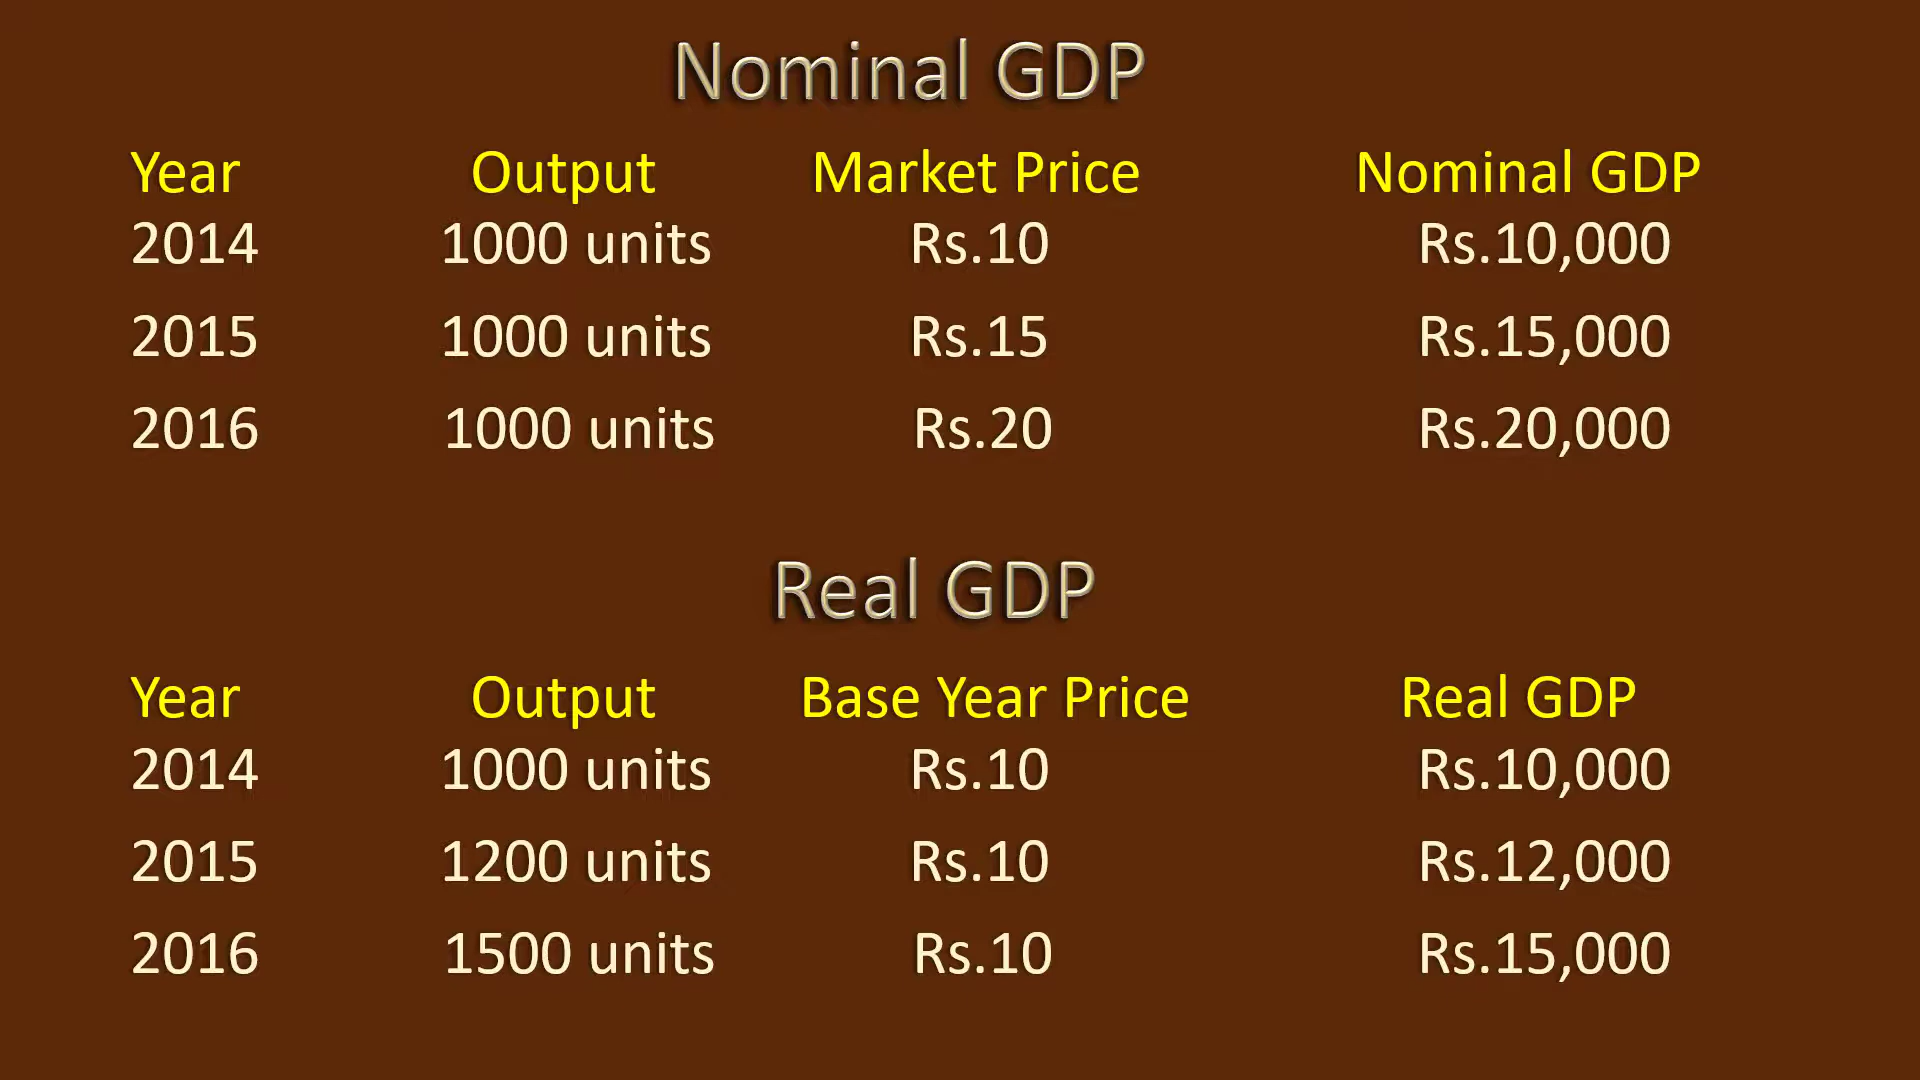 Nominal GDP
Year Output Market Price Nominal GDP
2014 1000 units Rs.10 Rs.10,000
2015 1000 units Rs.15 Rs.15,000
2016 1000 units Rs.20 Rs.20,000
Real GDP
Year Output Base Year Price Real GDP
2014 1000 units Rs.10 Rs.10,000
2015 1200 units Rs.10 Rs.12,000
2016 1500 units Rs.10 Rs.15,000